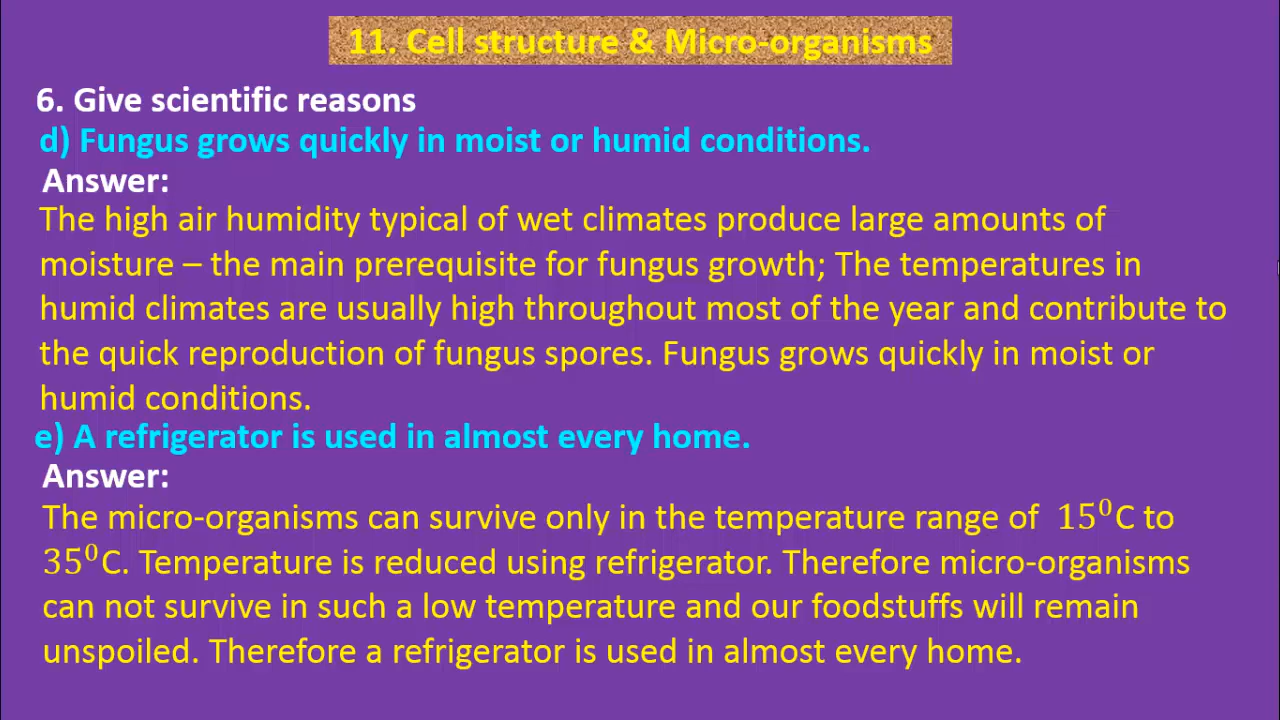 11. Cell structure & Micro-organisms
6. Give scientific reasons
d) Fungus grows quickly in moist or humid conditions.
Answer:
The high air humidity typical of wet climates produce large amounts of
moisture – the main prerequisite for fungus growth; The temperatures in
humid climates are usually high throughout most of the year and contribute to
the quick reproduction of fungus spores. Fungus grows quickly in moist or
humid conditions.
e) A refrigerator is used in almost every home.
Answer:
The micro-organisms can survive only in the temperature range of 15⁰C to
35⁰C. Temperature is reduced using refrigerator. Therefore micro-organisms
can not survive in such a low temperature and our foodstuffs will remain
unspoiled. Therefore a refrigerator is used in almost every home.